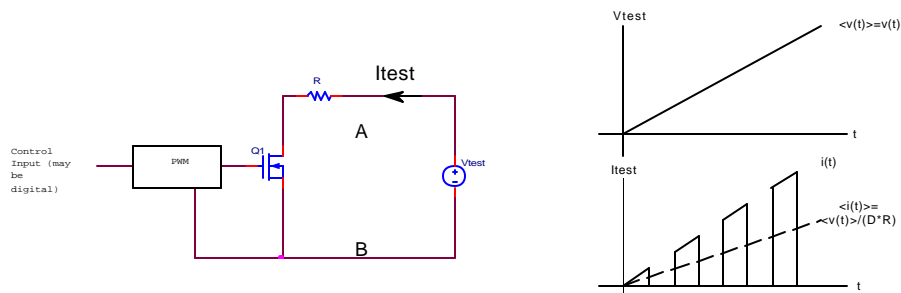 Control
Input (may
be
digital)
PWM
Q1
R
Itest
A
B
Vtest
Vtest
<v(t)>=v(t)
t
Itest
i(t)
<i(t)>=
<v(t)>/(D*R)
t